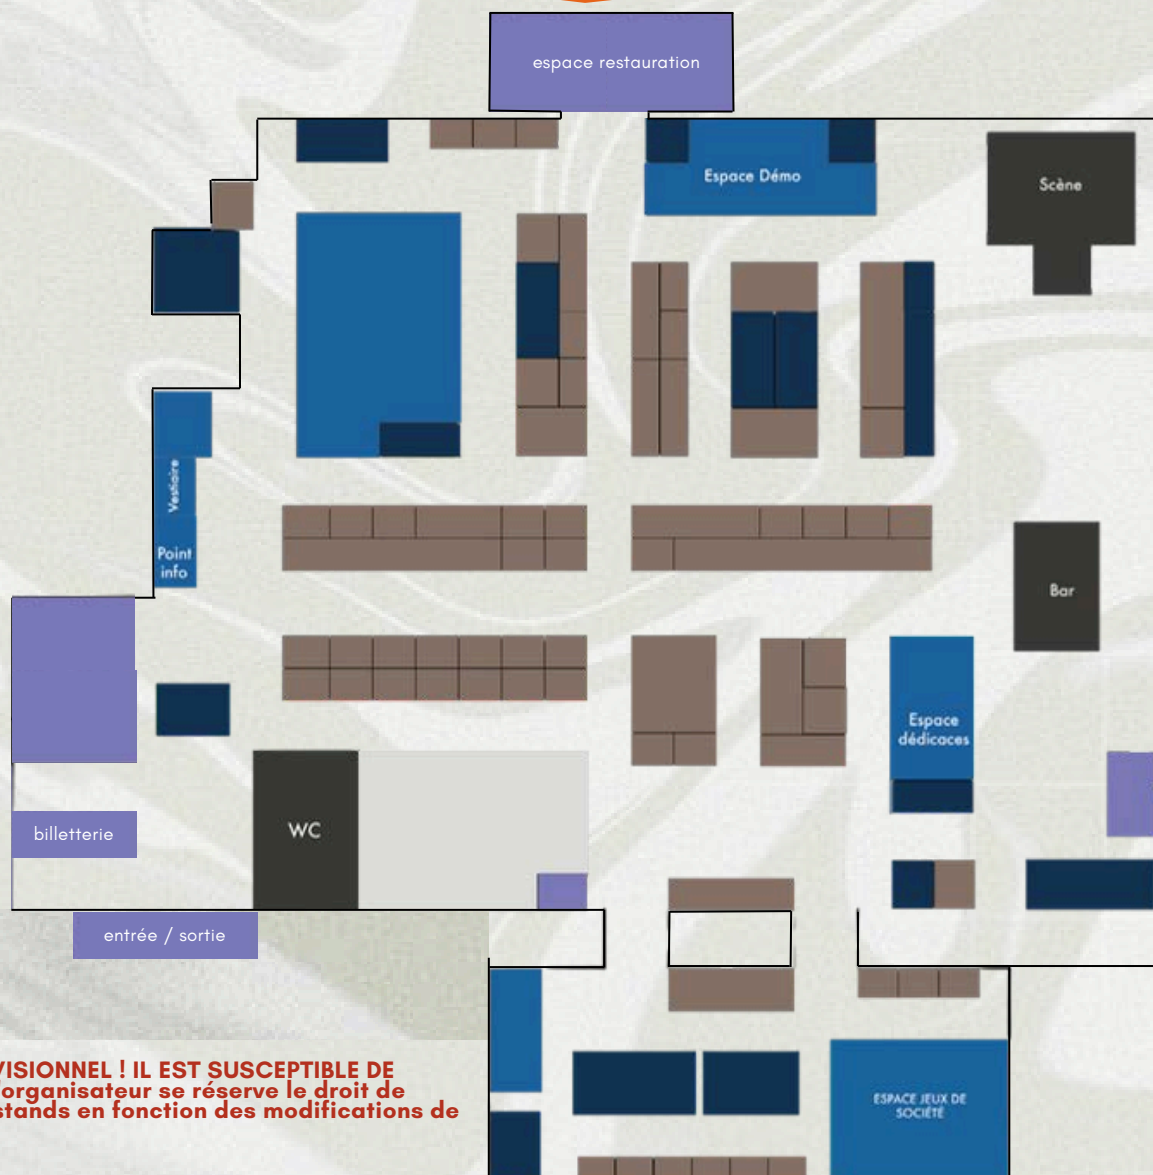 espace restauration
Espace Démo
Scène
Vestiaire
Point
info
Bar
Espace
dédicaces
billetterie
WC
entrée / sortie
VISIONNEL ! IL EST SUSCEPTIBLE DE
'organisateur se réserve le droit de
stands en fonction des modifications de
ESPACE JEUX DE
SOCIÉTÉ